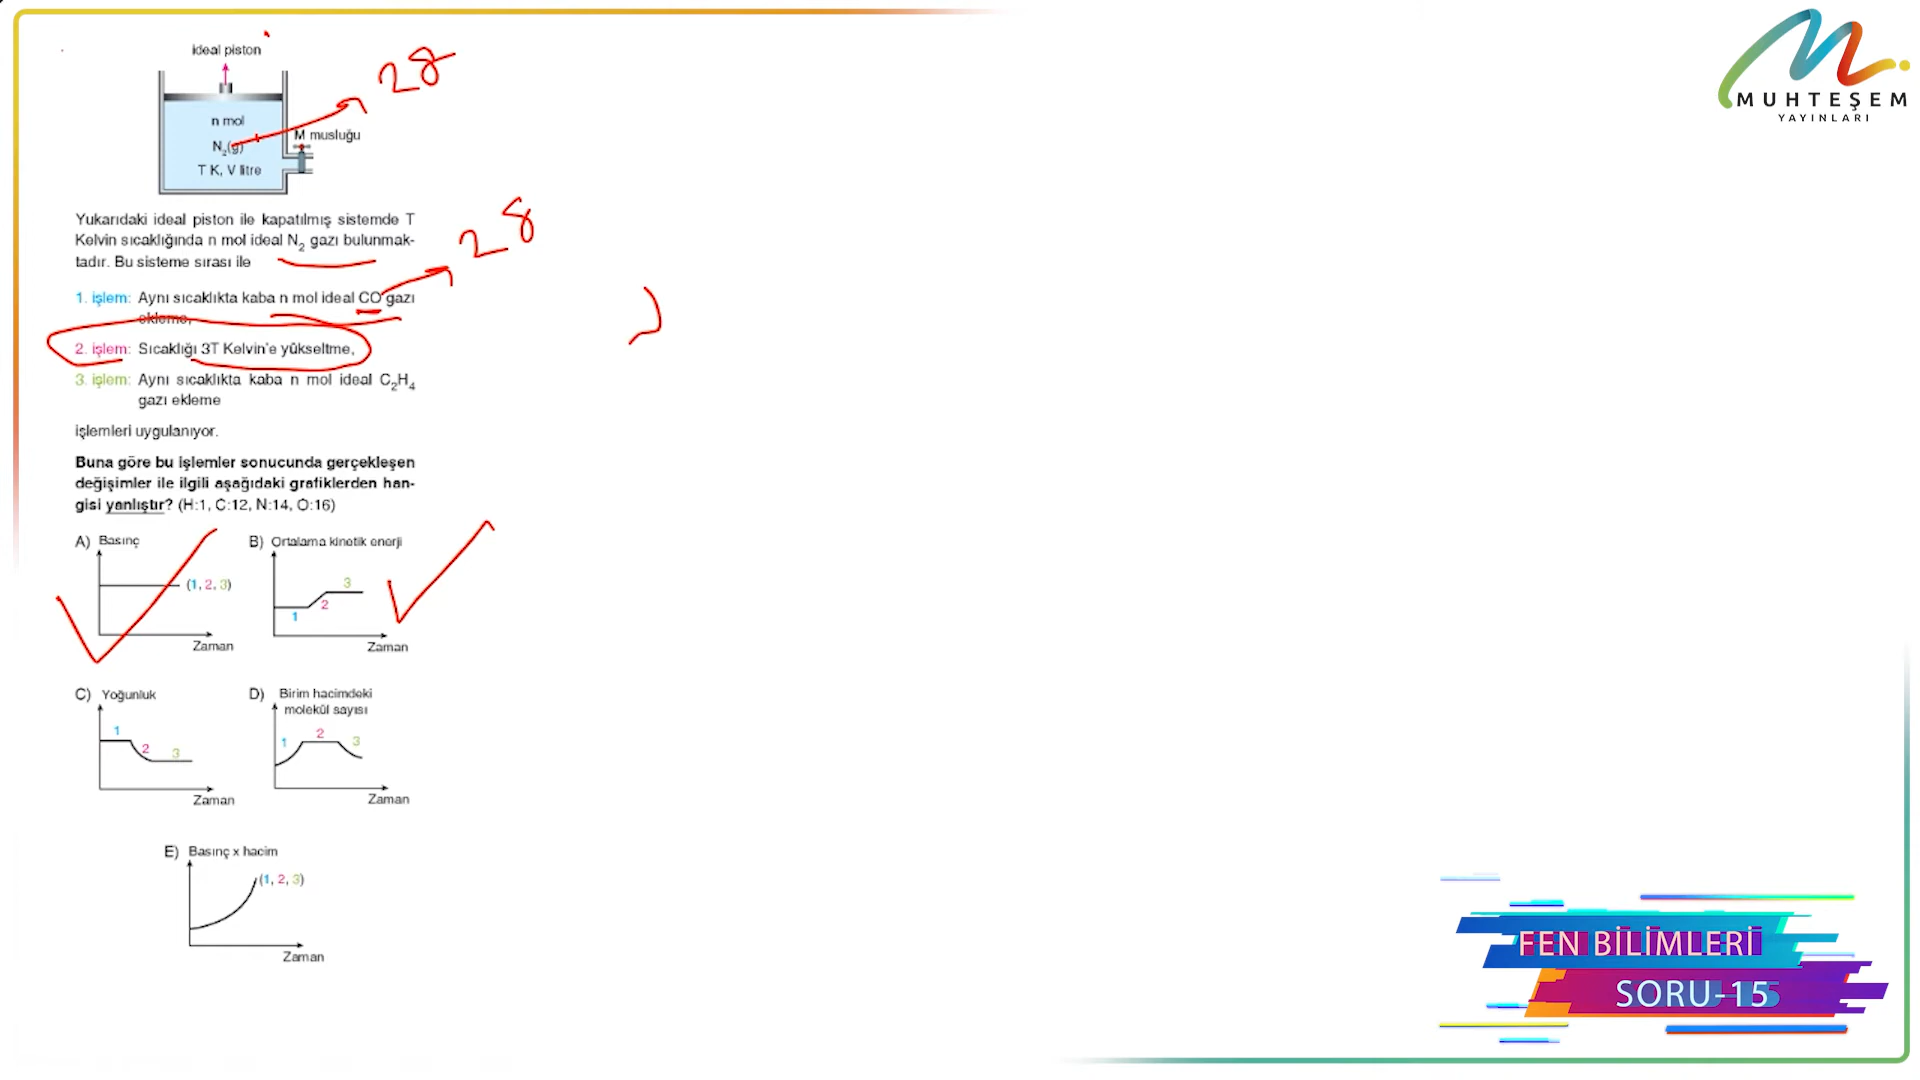 ideal piston
28
n mol
M musluğu
N2(g)
T K, V litre
MUHTEŞEM
YAYINLARI
Yukarıdaki ideal piston ile kapatılmış sistemde T
Kelvin sıcaklığında n mol ideal N2 gazı bulunmak-
tadır. Bu sisteme sırası ile
28
1. işlem: Aynı sıcaklıkta kaba n mol ideal CO gazı
ekleme,
2. işlem: Sıcaklığı 3T Kelvin'e yükseltme,
3. işlem: Aynı sıcaklıkta kaba n mol ideal C2H4
gazı ekleme
işlemleri uygulanıyor.
Buna göre bu işlemler sonucunda gerçekleşen
değişimler ile ilgili aşağıdaki grafiklerden han-
gisi yanlıştır? (H:1, C:12, N:14, O:16)
A) Basınç
(1, 2, 3)
Zaman
B) Ortalama kinetik enerji
1
2
3
Zaman
C) Yoğunluk
1
2
3
Zaman
D) Birim hacimdeki
molekül sayısı
1
2
3
Zaman
E) Basınç x hacim
(1, 2, 3)
Zaman
FEN BİLİMLERİ
SORU-15